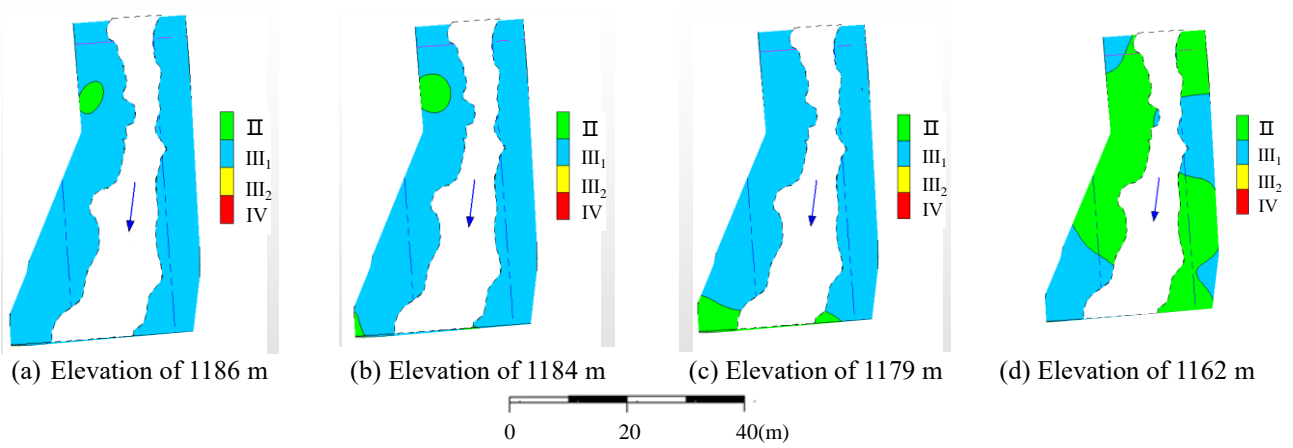 Ⅱ
III₁
III₂
IV
Ⅱ
III₁
III₂
IV
Ⅱ
III₁
III₂
IV
Ⅱ
III₁
III₂
IV
(a) Elevation of 1186 m
(b) Elevation of 1184 m
(c) Elevation of 1179 m
(d) Elevation of 1162 m
0 20 40(m)